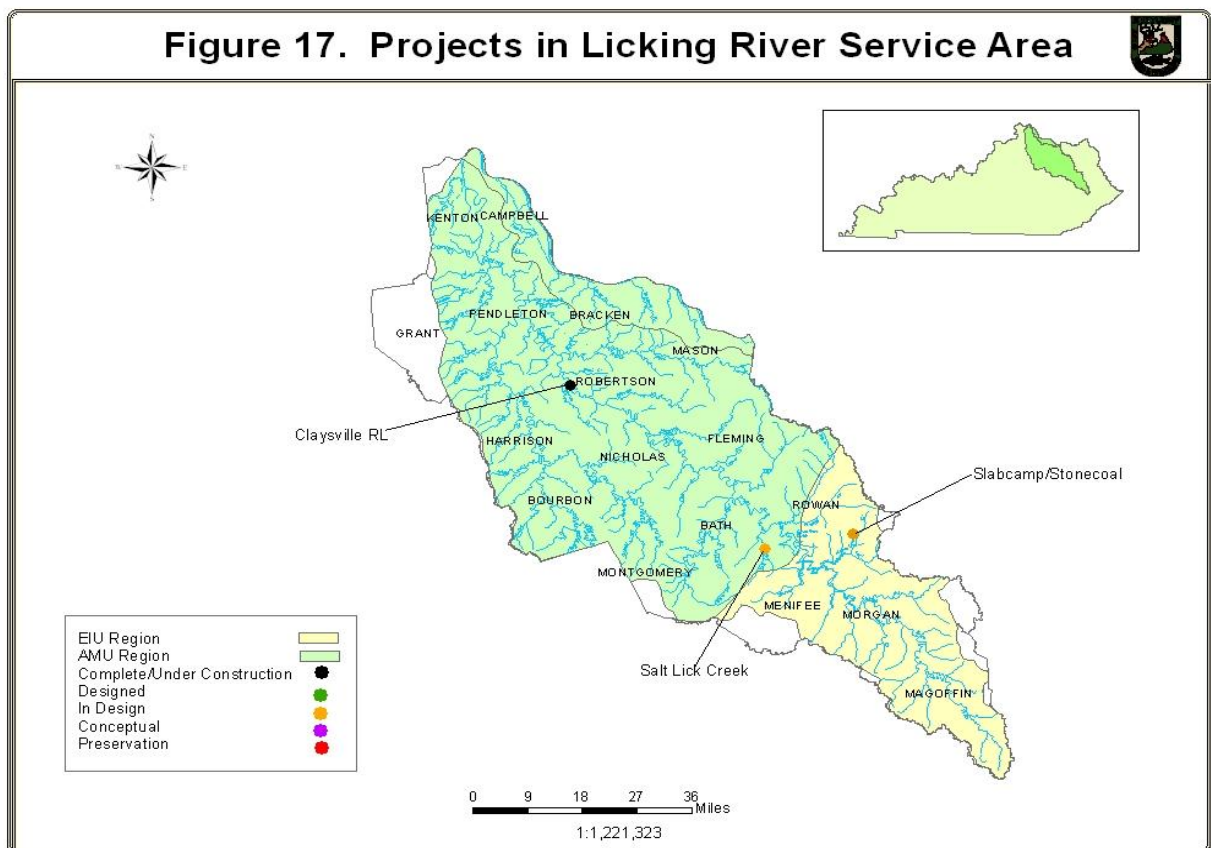 Figure 17. Projects in Licking River Service Area
N
E
S
KENTON
CAMPBELL
GRANT
PENDLETON
BRACKEN
MASON
ROBERTSON
Claysville RL
HARRISON
FLEMING
NICHOLAS
Slabcamp/Stonecoal
BOURBON
ROWAN
BATH
MONTGOMERY
MENIFEE
MORGAN
Salt Lick Creek
MAGOFFIN
EIU Region
AMU Region
Complete/Under Construction
Designed
In Design
Conceptual
Preservation
0 9 18 27 36 Miles
1:1,221,323